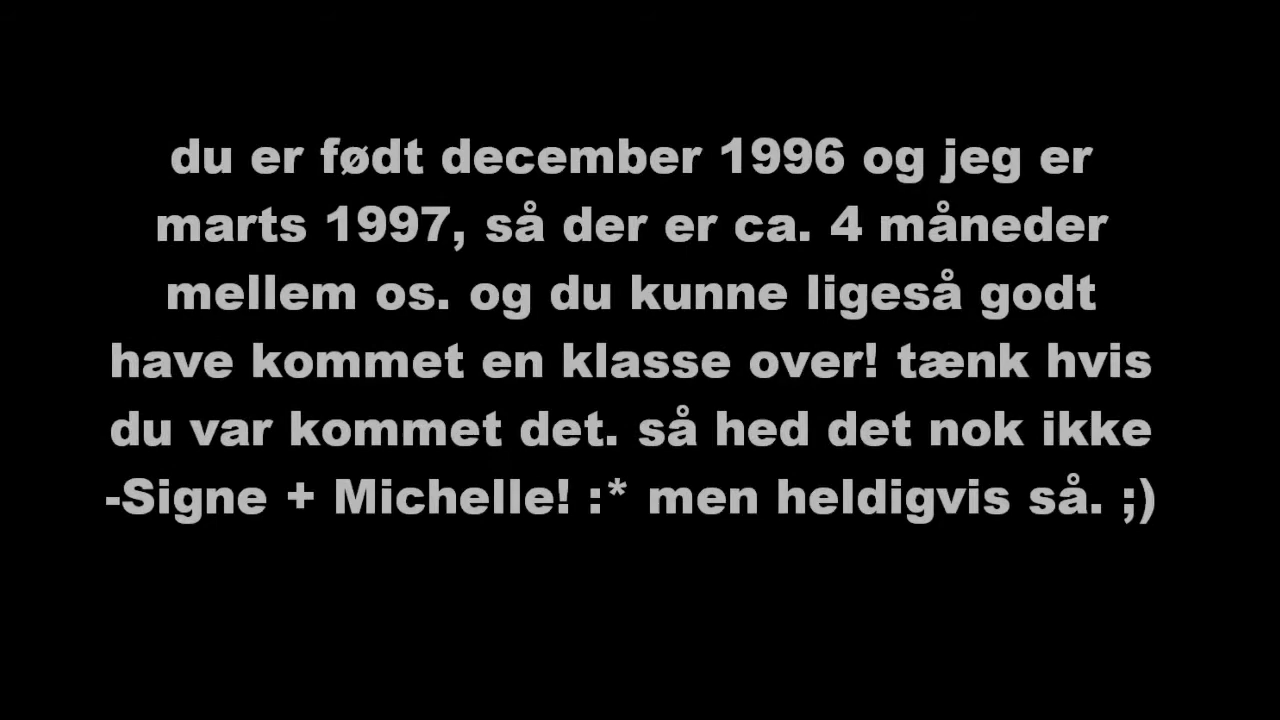 du er født december 1996 og jeg er
marts 1997, så der er ca. 4 måneder
mellem os. og du kunne ligeså godt
have kommet en klasse over! tænk hvis
du var kommet det. så hed det nok ikke
-Signe + Michelle! :* men heldigvis så. ;)